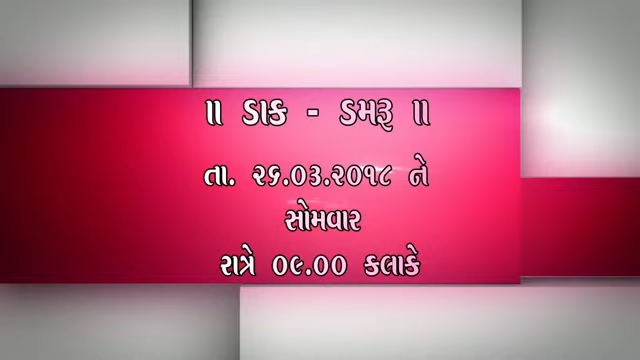 ॥ ડાક - ડમરૂ ॥
તા. ૨૬.૦૩.૨૦૧૮ ને
સોમવાર
રાત્રે ૦૯.૦૦ કલાકે